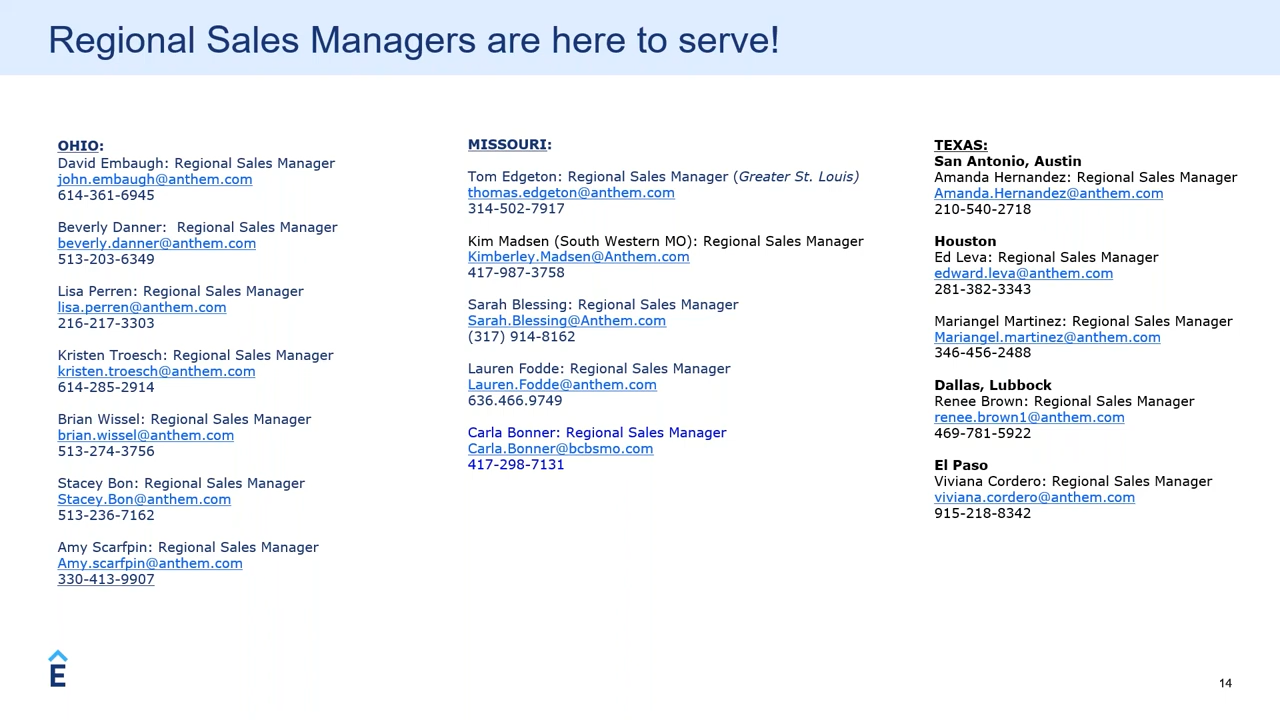 Regional Sales Managers are here to serve!
OHIO:
David Embaugh: Regional Sales Manager
john.embaugh@anthem.com
614-361-6945
Beverly Danner:  Regional Sales Manager
beverly.danner@anthem.com
513-203-6349
Lisa Perren: Regional Sales Manager
lisa.perren@anthem.com
216-217-3303
Kristen Troesch: Regional Sales Manager
kristen.troesch@anthem.com
614-285-2914
Brian Wissel: Regional Sales Manager
brian.wissel@anthem.com
513-274-3756
Stacey Bon: Regional Sales Manager
Stacey.Bon@anthem.com
513-236-7162
Amy Scarfpin: Regional Sales Manager
Amy.scarfpin@anthem.com
330-413-9907
MISSOURI:
Tom Edgeton: Regional Sales Manager (Greater St. Louis)
thomas.edgeton@anthem.com
314-502-7917
Kim Madsen (South Western MO): Regional Sales Manager
Kimberley.Madsen@Anthem.com
417-987-3758
Sarah Blessing: Regional Sales Manager
Sarah.Blessing@Anthem.com
(317) 914-8162
Lauren Fodde: Regional Sales Manager
Lauren.Fodde@anthem.com
636.466.9749
Carla Bonner: Regional Sales Manager
Carla.Bonner@bcbsmo.com
417-298-7131
TEXAS:
San Antonio, Austin
Amanda Hernandez: Regional Sales Manager
Amanda.Hernandez@anthem.com
210-540-2718
Houston
Ed Leva: Regional Sales Manager
edward.leva@anthem.com
281-382-3343
Mariangel Martinez: Regional Sales Manager
Mariangel.martinez@anthem.com
346-456-2488
Dallas, Lubbock
Renee Brown: Regional Sales Manager
renee.brown1@anthem.com
469-781-5922
El Paso
Viviana Cordero: Regional Sales Manager
viviana.cordero@anthem.com
915-218-8342
Ê
14